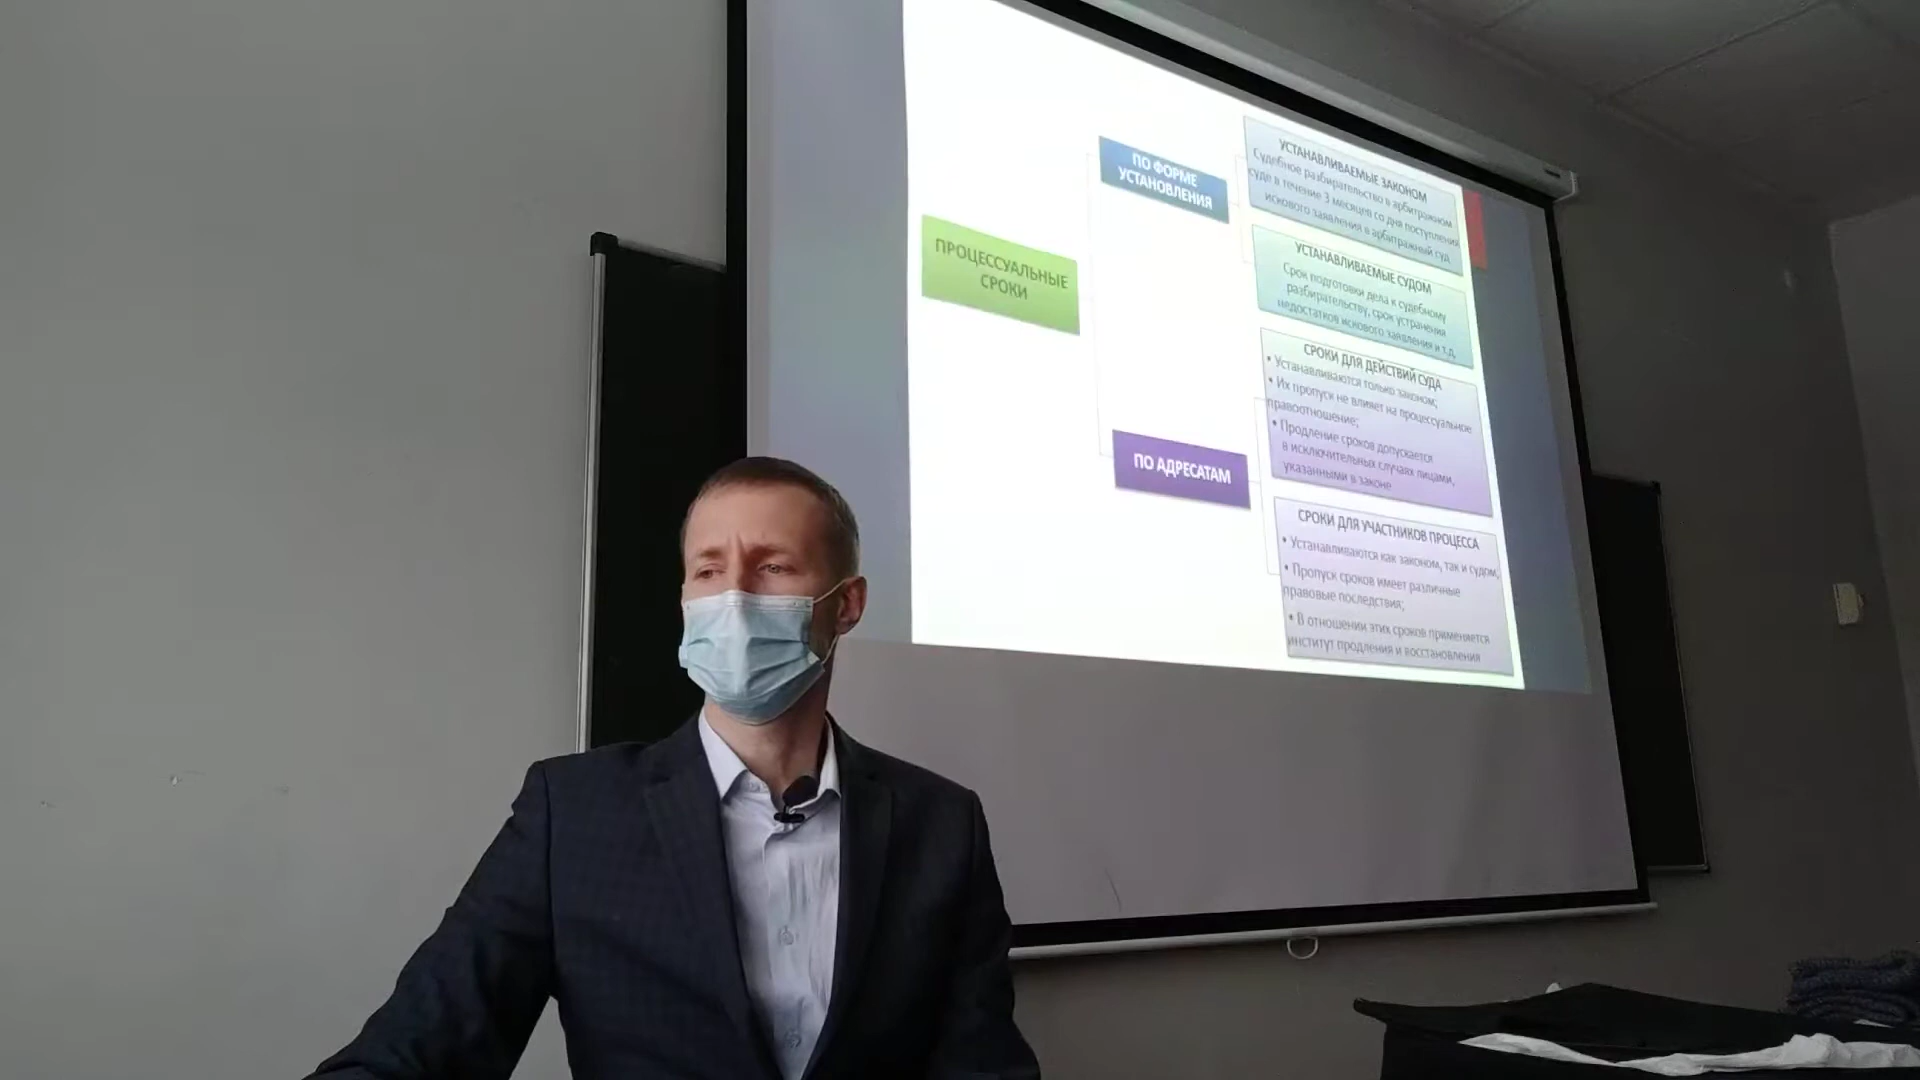 ПРОЦЕССУАЛЬНЫЕ
СРОКИ
ПО ФОРМЕ
УСТАНОВЛЕНИЯ
УСТАНАВЛИВАЕМЫЕ ЗАКОНОМ
Судебное разбирательство в арбитражном
суде в течение 3 месяцев со дня поступления
искового заявления в арбитражный суд
УСТАНАВЛИВАЕМЫЕ СУДОМ
Срок подготовки дела к судебному
разбирательству, срок устранения
недостатков искового заявления и т.д.
ПО АДРЕСАТАМ
СРОКИ ДЛЯ ДЕЙСТВИЙ СУДА
• Устанавливаются только законом;
• Их пропуск не влияет на процессуальное
правоотношение;
• Продление сроков допускается
в исключительных случаях лицами,
указанными в законе
СРОКИ ДЛЯ УЧАСТНИКОВ ПРОЦЕССА
• Устанавливаются как законом, так и судом;
• Пропуск сроков имеет различные
правовые последствия;
• В отношении этих сроков применяется
институт продления и восстановления